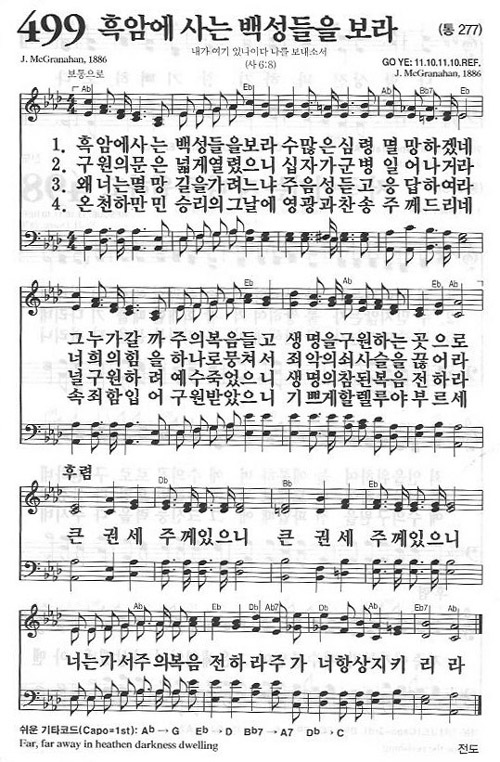 499 흑암에 사는 백성들을 보라 (통 277)
내가 여기 있나이다 나를 보내소서
(사 6:8)
J. McGranahan, 1886
GO YE: 11.10.11.10.REF.
J. McGranahan, 1886
보통으로
Ab Eb Ab Bb7 Eb
1. 흑암에사는 백성들을보라 수많은심령 멸망하겠네
2. 구원의문은 넓게열렸으니 십자가군병 일어나거라
3. 왜너는멸망 길을가려느냐 주음성듣고 응답하여라
4. 온천하만민 승리의그날에 영광과찬송 주께드리네
Ab Eb Ab
그누가갈까 주의복음들고 생명을구원하는곳으로
너희의힘을 하나로뭉쳐서 죄악의쇠사슬을끊어라
널구원하려 예수죽었으니 생명의참된복음전하라
속죄함입어 구원받았으니 기쁘게할렐루야부르세
후렴
Db Bb Eb
큰 권세 주께있으니 큰 권세 주께있으니
Ab Eb Db Ab7 Db Ab Eb7 Ab
너는가서주의복음 전하라주가 너항상지키리라
쉬운 기타코드(Capo=1st): Ab → G Eb → D Bb7 → A7 Db → C
Far, far away in heathen darkness dwelling
전도